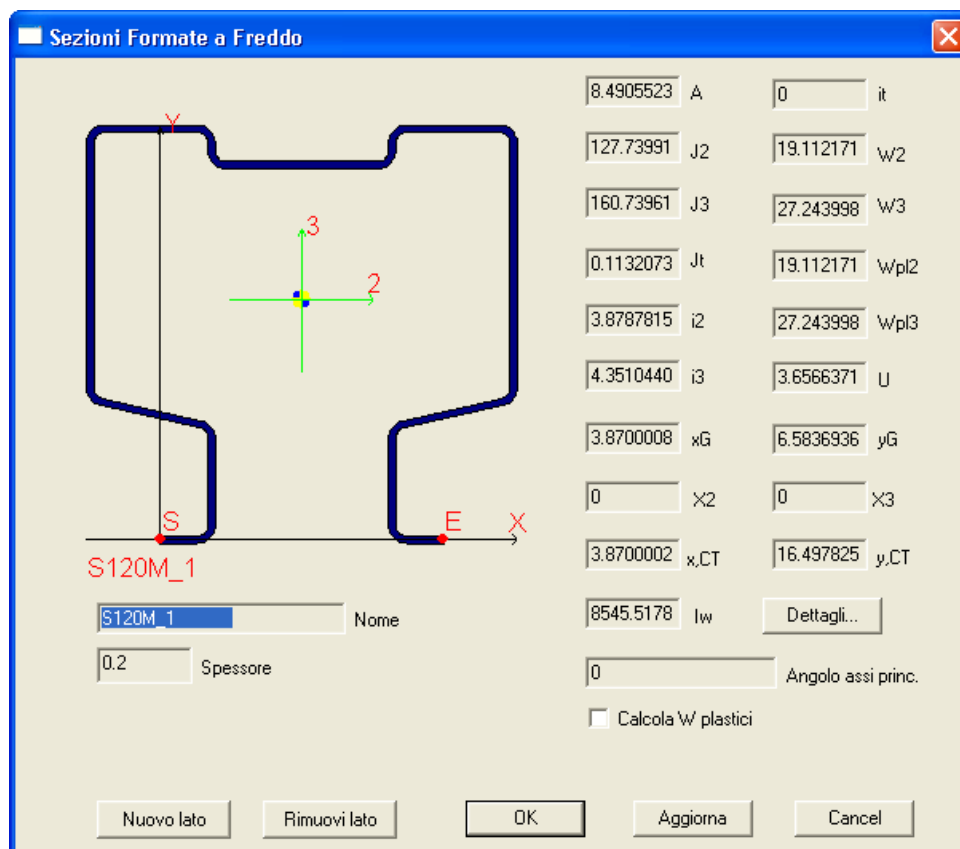 Sezioni Formate a Freddo
8.4905523 A 0 it
Y
127.73991 J2 19.112171 W2
160.73961 J3 27.243998 W3
3
0.1132073 Jt 19.112171 Wpl2
2
3.8787815 i2 27.243998 Wpl3
4.3510440 i3 3.6566371 U
3.8700008 xG 6.5836936 yG
0 X2 0 X3
S E X
3.8700002 x,CT 16.497825 y,CT
S120M_1
S120M_1 Nome
8545.5178 Iw Dettagli...
0.2 Spessore
0 Angolo assi princ.
Calcola W plastici
Nuovo lato Rimuovi lato OK Aggiorna Cancel